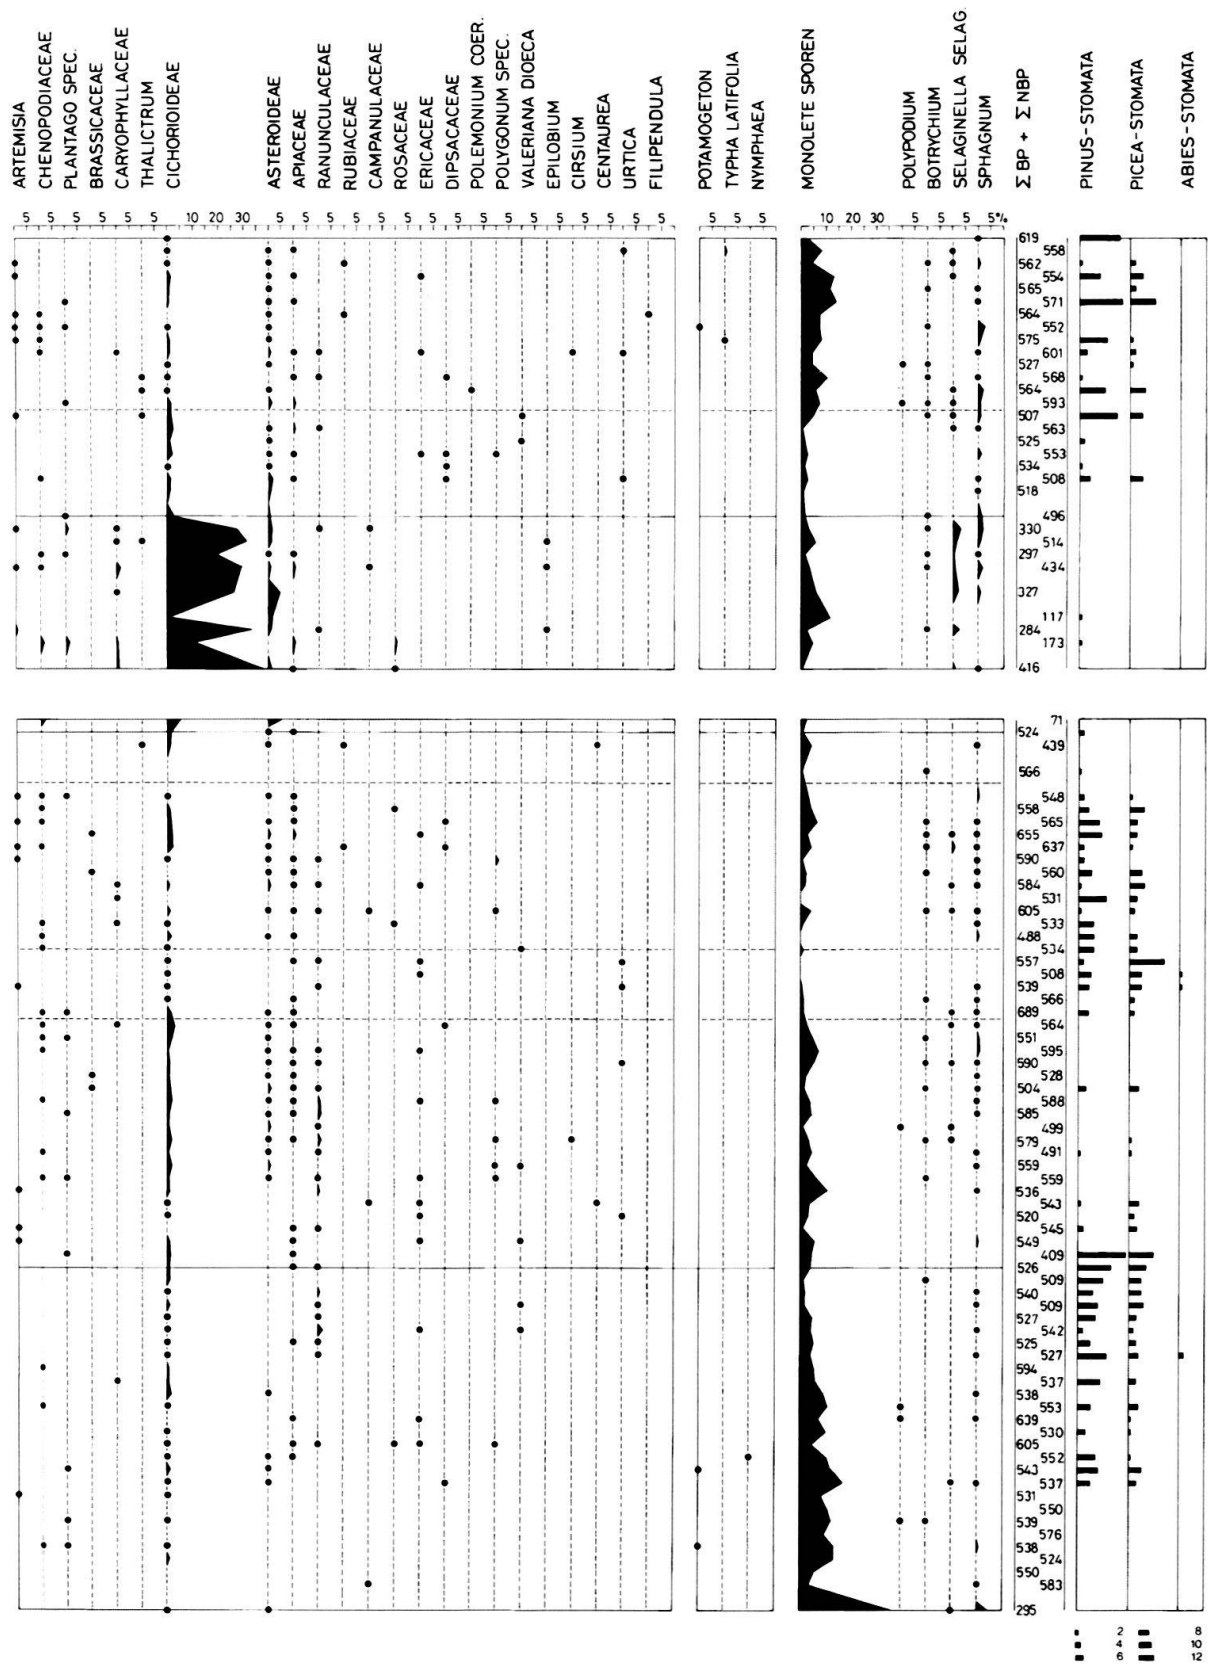 ARTEMISIA
CHENOPODIACEAE
PLANTAGO SPEC.
BRASSICACEAE
CARYOPHYLLACEAE
THALICTRUM
CICHORIOIDEAE
ASTEROIDEAE
APIACEAE
RANUNCULACEAE
RUBIACEAE
CAMPANULACEAE
ROSACEAE
ERICACEAE
DIPSACACEAE
POLEMONIUM COER.
POLYGONUM SPEC.
VALERIANA DIOECA
EPILOBIUM
CIRSIUM
CENTAUREA
URTICA
FILIPENDULA
POTAMOGETON
TYPHA LATIFOLIA
NYMPHAEA
MONOLETE SPOREN
POLYPODIUM
BOTRYCHIUM
SELAGINELLA SELAG.
SPHAGNUM
Σ BP + Σ NBP
PINUS-STOMATA
PICEA-STOMATA
ABIES-STOMATA
5 5 5 5 5 5 10 20 30 5 5 5 5 5 5 5 5 5 5 5 5 5 5 5 5 5 5 5 10 20 30 5 5 5 5%
619
558
562
554
565
571
564
552
575
601
527
568
564
593
507
563
525
553
534
508
518
496
330
514
297
434
327
117
284
173
416
71
524
439
566
548
558
565
655
637
590
560
584
531
605
533
488
534
557
508
539
566
689
564
551
595
590
528
504
588
585
499
579
491
559
559
536
543
520
545
549
409
526
509
540
509
527
542
525
527
594
537
538
553
639
530
605
552
543
537
531
550
539
576
538
524
550
583
295
2 8
4 10
6 12